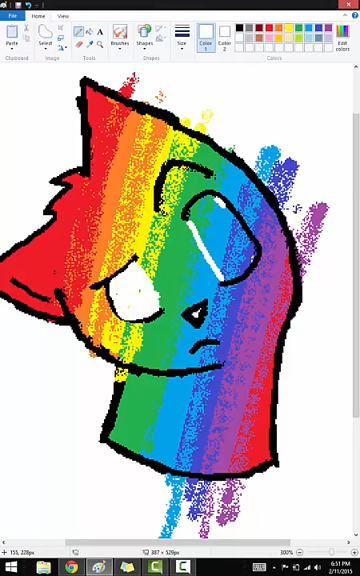 Home View
Paste Select Brushes Shapes Size Color 1 Color 2 Edit colors
Clipboard Image Tools Shapes Colors
155, 228px 387 × 529px 300%
6:51 PM
2/11/2015